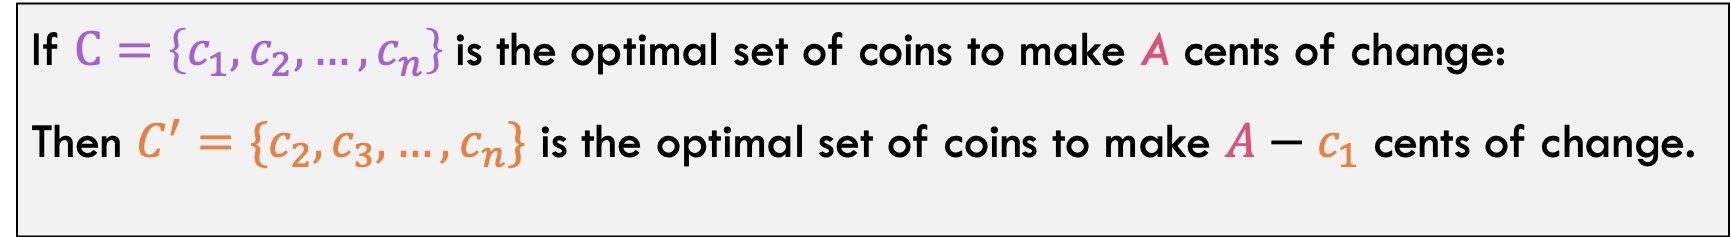 If C = {c₁, c₂, ... , cₙ} is the optimal set of coins to make A cents of change:
Then C′ = {c₂, c₃, ... , cₙ} is the optimal set of coins to make A − c₁ cents of change.